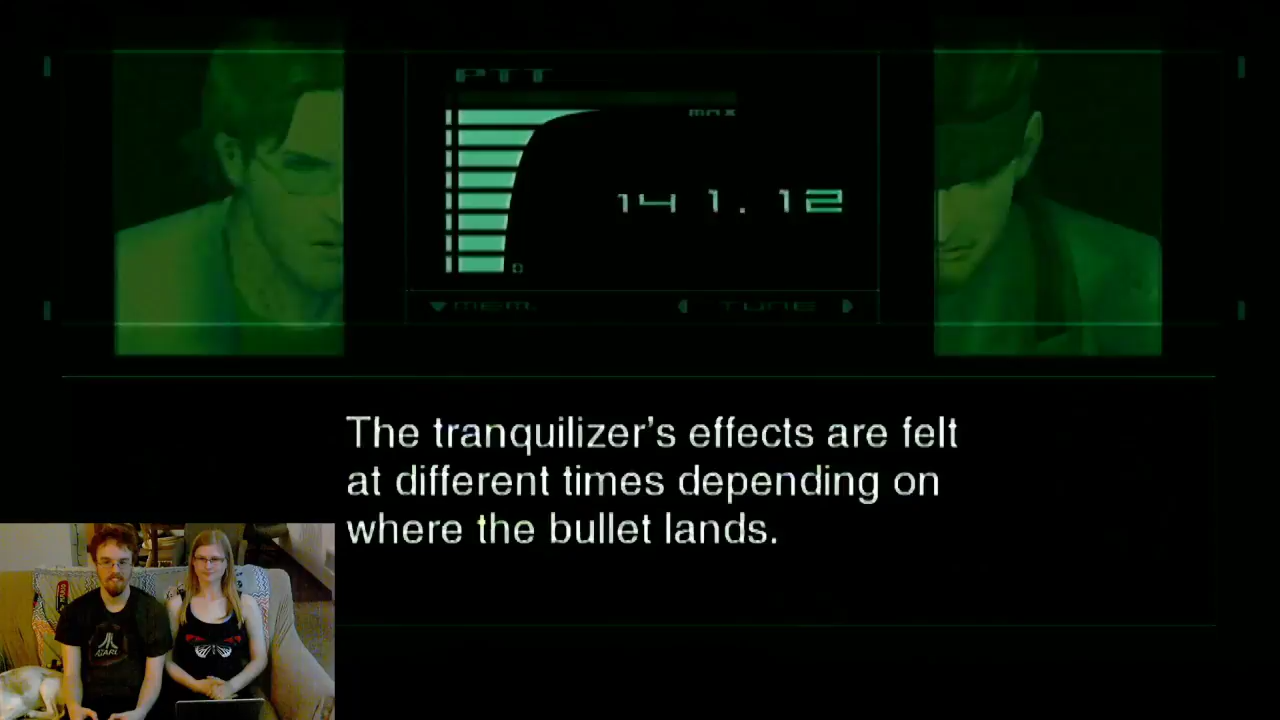 PTT
max
141.12
MEM.
TUNE
The tranquilizer's effects are felt
at different times depending on
where the bullet lands.
ATARI